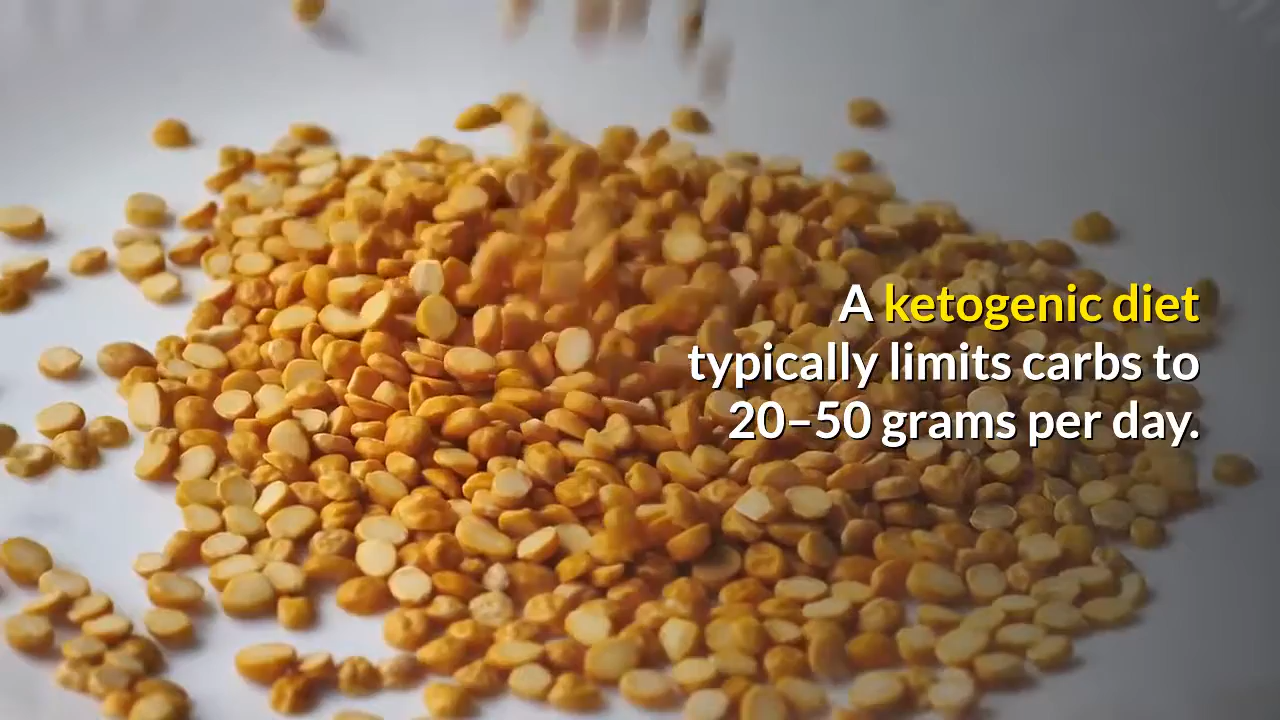 A ketogenic diet
typically limits carbs to
20–50 grams per day.